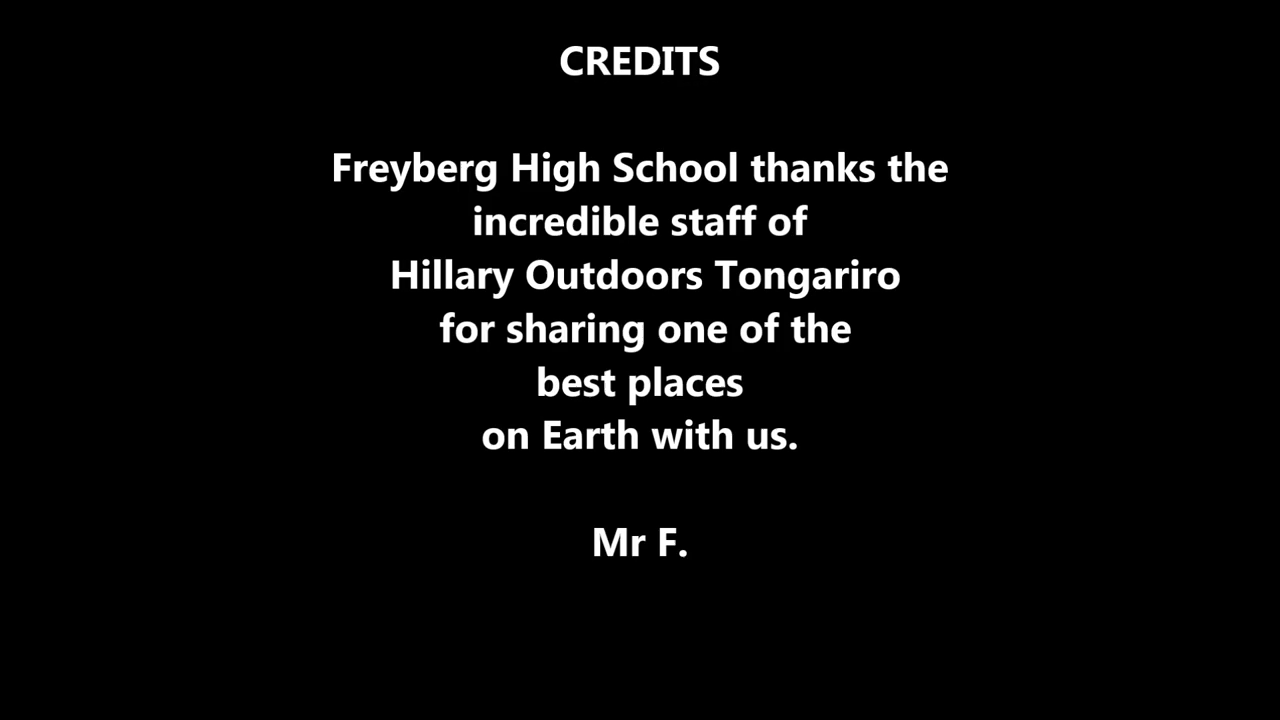 CREDITS
Freyberg High School thanks the
incredible staff of
Hillary Outdoors Tongariro
for sharing one of the
best places
on Earth with us.
Mr F.